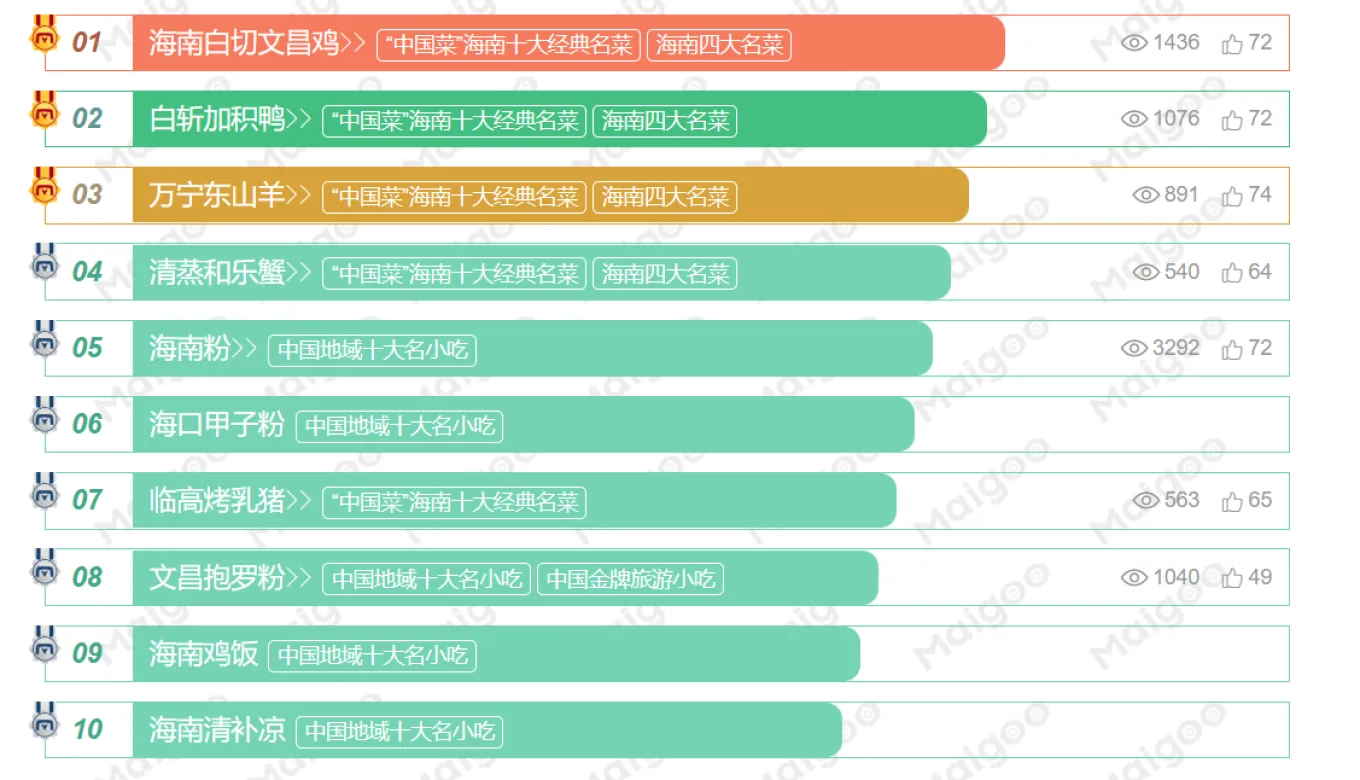 01 海南白切文昌鸡>> “中国菜”海南十大经典名菜 海南四大名菜 1436 72
02 白斩加积鸭>> “中国菜”海南十大经典名菜 海南四大名菜 1076 72
03 万宁东山羊>> “中国菜”海南十大经典名菜 海南四大名菜 891 74
04 清蒸和乐蟹>> “中国菜”海南十大经典名菜 海南四大名菜 540 64
05 海南粉>> 中国地域十大名小吃 3292 72
06 海口甲子粉 中国地域十大名小吃
07 临高烤乳猪>> “中国菜”海南十大经典名菜 563 65
08 文昌抱罗粉>> 中国地域十大名小吃 中国金牌旅游小吃 1040 49
09 海南鸡饭 中国地域十大名小吃
10 海南清补凉 中国地域十大名小吃
Maigoo